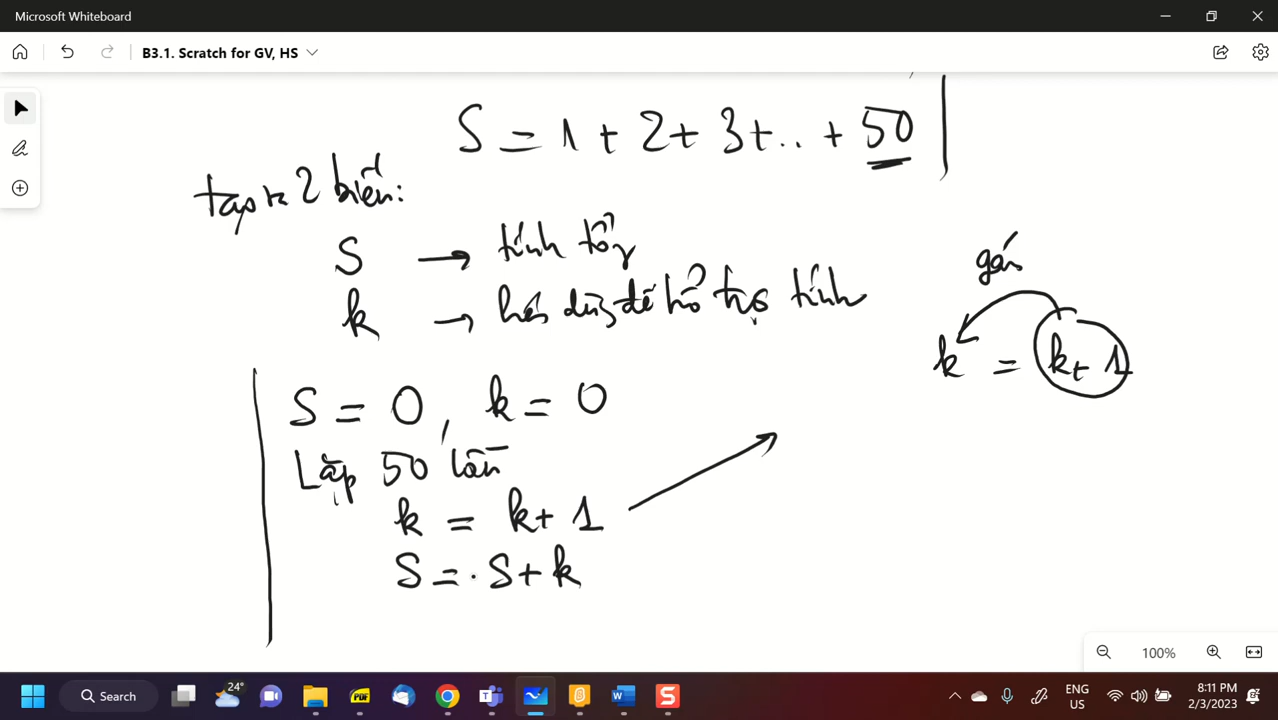 Microsoft Whiteboard
B3.1. Scratch for GV, HS
S = 1 + 2 + 3 + .. + 50
tạo 2 biến:
S → tính tổng
k → dùng để hỗ trợ tính
gán
k = k + 1
S = 0, k = 0
Lặp 50 lần
k = k + 1
S = S + k
100%
24°
Search
PDF
ENG
US
8:11 PM
2/3/2023